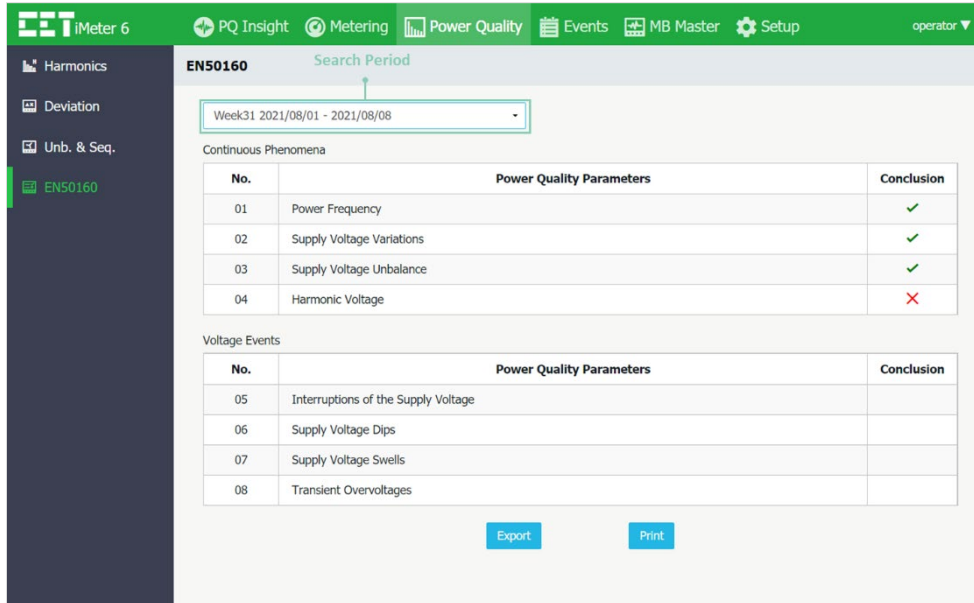 CET iMeter 6 PQ Insight Metering Power Quality Events MB Master Setup operator
Harmonics
Deviation
Unb. & Seq.
EN50160
EN50160 Search Period
Week31 2021/08/01 - 2021/08/08
Continuous Phenomena
No. Power Quality Parameters Conclusion
01 Power Frequency
02 Supply Voltage Variations
03 Supply Voltage Unbalance
04 Harmonic Voltage
Voltage Events
No. Power Quality Parameters Conclusion
05 Interruptions of the Supply Voltage
06 Supply Voltage Dips
07 Supply Voltage Swells
08 Transient Overvoltages
Export Print